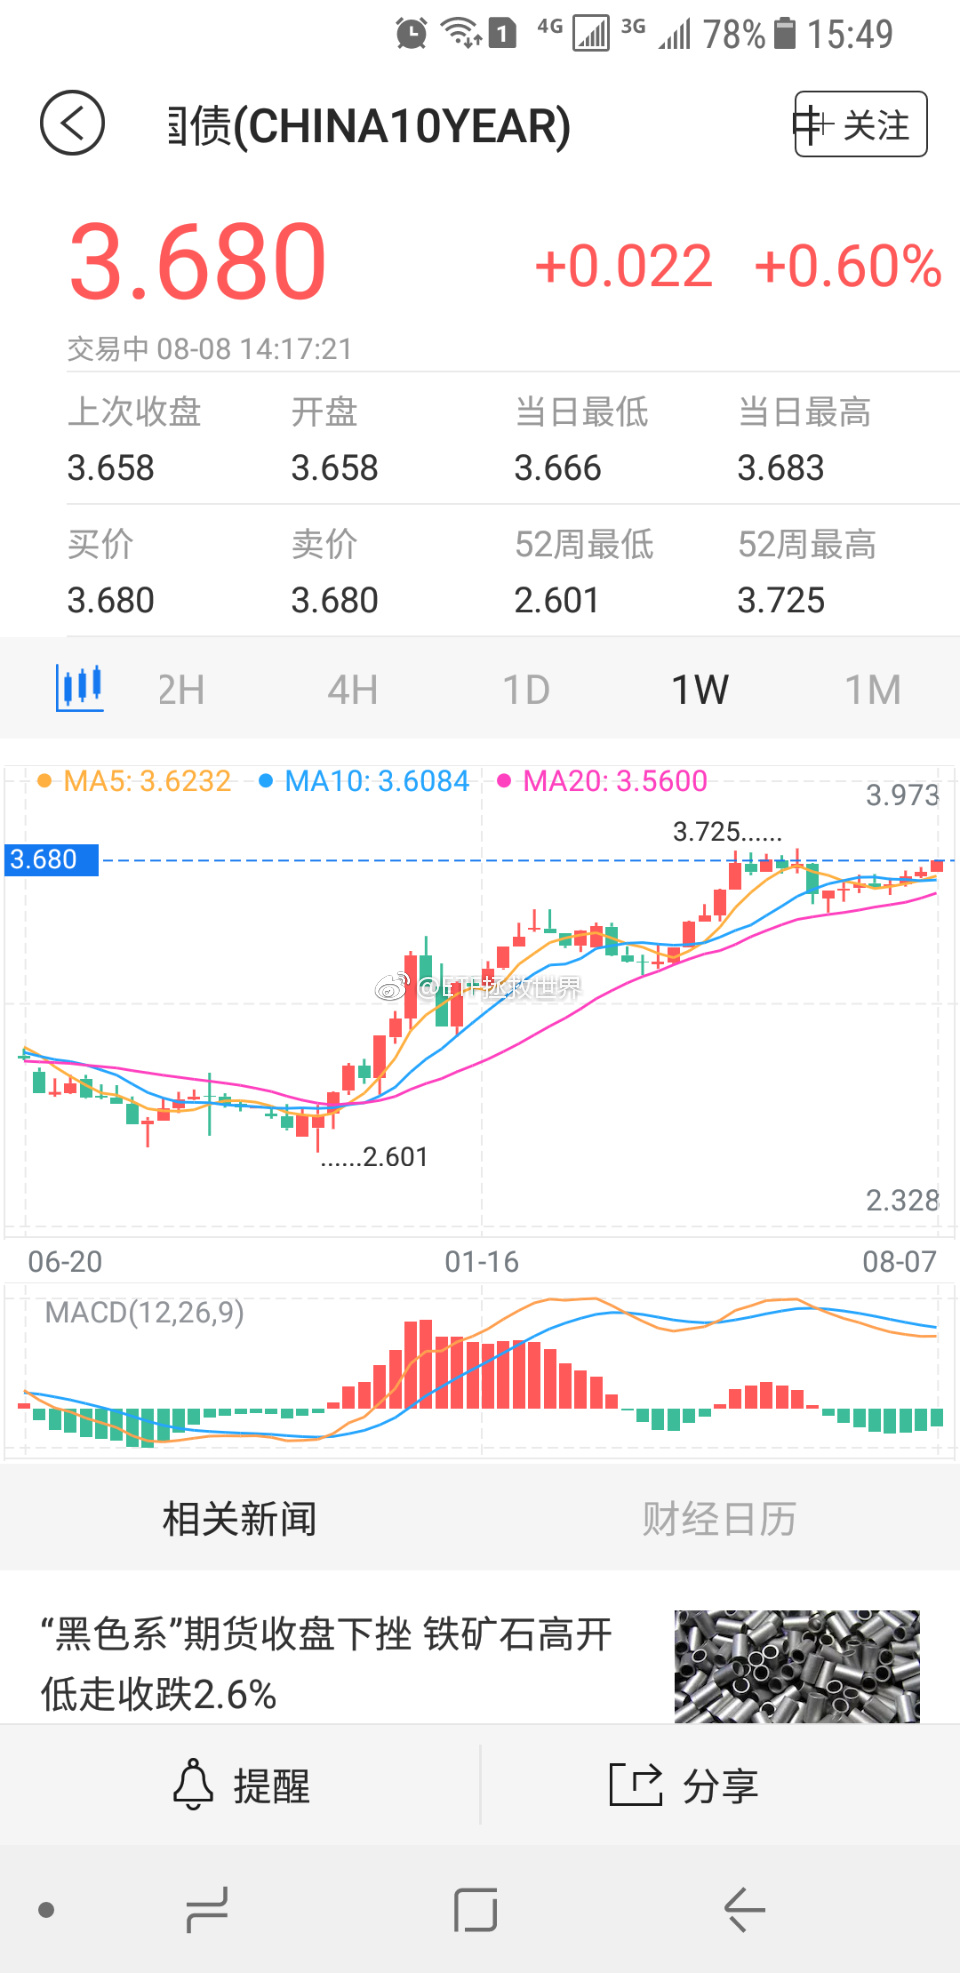 1 4G 3G 78% 15:49
国债(CHINA10YEAR)
关注
3.680 +0.022 +0.60%
交易中 08-08 14:17:21
上次收盘 开盘 当日最低 当日最高
3.658 3.658 3.666 3.683
买价 卖价 52周最低 52周最高
3.680 3.680 2.601 3.725
2H 4H 1D 1W 1M
MA5: 3.6232 MA10: 3.6084 MA20: 3.5600
3.973
3.725......
3.680
@ETF拯救世界
......2.601
2.328
06-20 01-16 08-07
MACD(12,26,9)
相关新闻 财经日历
“黑色系”期货收盘下挫 铁矿石高开
低走收跌2.6%
提醒 分享